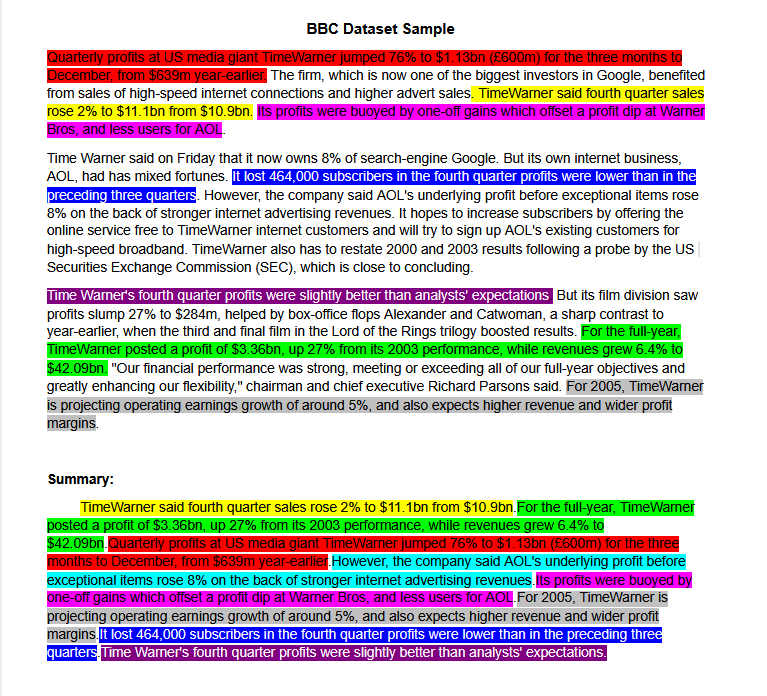 BBC Dataset Sample
Quarterly profits at US media giant TimeWarner jumped 76% to $1.13bn (£600m) for the three months to
December, from $639m year-earlier. The firm, which is now one of the biggest investors in Google, benefited
from sales of high-speed internet connections and higher advert sales. TimeWarner said fourth quarter sales
rose 2% to $11.1bn from $10.9bn. Its profits were buoyed by one-off gains which offset a profit dip at Warner
Bros, and less users for AOL.
Time Warner said on Friday that it now owns 8% of search-engine Google. But its own internet business,
AOL, had has mixed fortunes. It lost 464,000 subscribers in the fourth quarter profits were lower than in the
preceding three quarters. However, the company said AOL's underlying profit before exceptional items rose
8% on the back of stronger internet advertising revenues. It hopes to increase subscribers by offering the
online service free to TimeWarner internet customers and will try to sign up AOL's existing customers for
high-speed broadband. TimeWarner also has to restate 2000 and 2003 results following a probe by the US
Securities Exchange Commission (SEC), which is close to concluding.
Time Warner's fourth quarter profits were slightly better than analysts' expectations But its film division saw
profits slump 27% to $284m, helped by box-office flops Alexander and Catwoman, a sharp contrast to
year-earlier, when the third and final film in the Lord of the Rings trilogy boosted results. For the full-year,
TimeWarner posted a profit of $3.36bn, up 27% from its 2003 performance, while revenues grew 6.4% to
$42.09bn. "Our financial performance was strong, meeting or exceeding all of our full-year objectives and
greatly enhancing our flexibility," chairman and chief executive Richard Parsons said. For 2005, TimeWarner
is projecting operating earnings growth of around 5%, and also expects higher revenue and wider profit
margins.
Summary:
TimeWarner said fourth quarter sales rose 2% to $11.1bn from $10.9bn.For the full-year, TimeWarner
posted a profit of $3.36bn, up 27% from its 2003 performance, while revenues grew 6.4% to
$42.09bn.Quarterly profits at US media giant TimeWarner jumped 76% to $1.13bn (£600m) for the three
months to December, from $639m year-earlier.However, the company said AOL's underlying profit before
exceptional items rose 8% on the back of stronger internet advertising revenues.Its profits were buoyed by
one-off gains which offset a profit dip at Warner Bros, and less users for AOL.For 2005, TimeWarner is
projecting operating earnings growth of around 5%, and also expects higher revenue and wider profit
margins.It lost 464,000 subscribers in the fourth quarter profits were lower than in the preceding three
quarters.Time Warner's fourth quarter profits were slightly better than analysts' expectations.